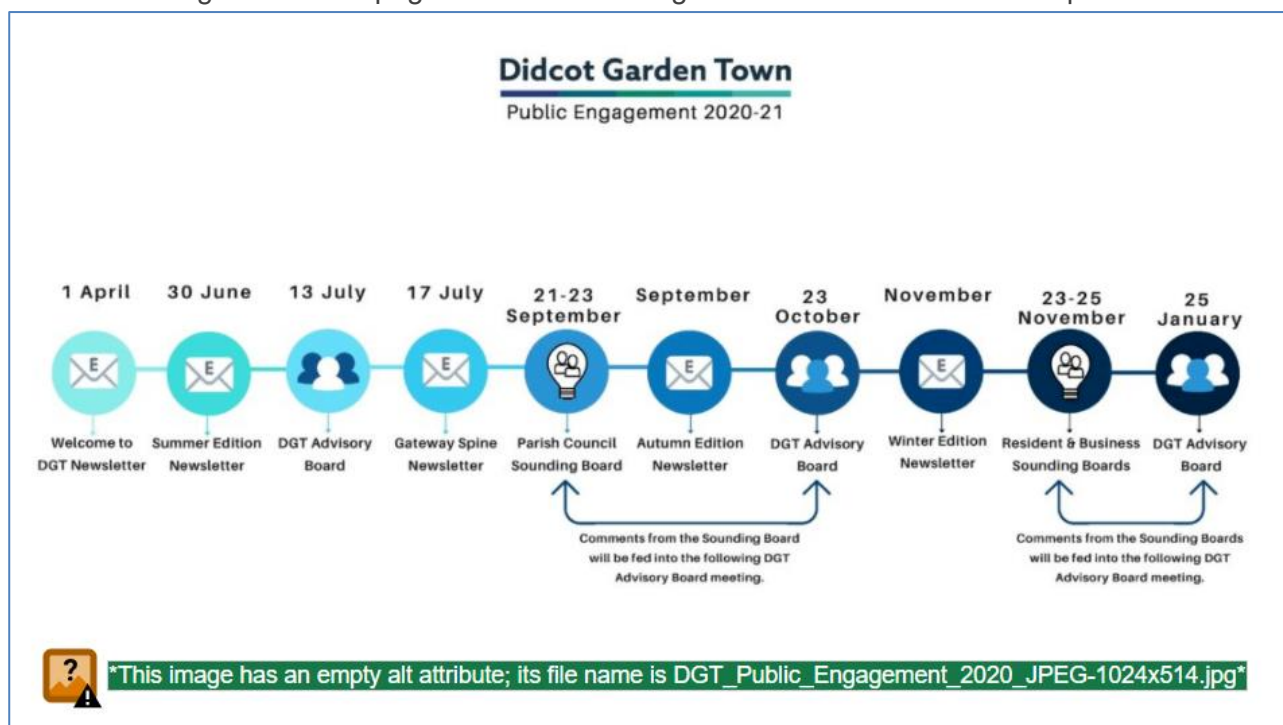 Didcot Garden Town
Public Engagement 2020-21
1 April
30 June
13 July
17 July
21-23
September
September
23
October
November
23-25
November
25
January
E
E
E
E
E
Welcome to
DGT Newsletter
Summer Edition
Newsletter
DGT Advisory
Board
Gateway Spine
Newsletter
Parish Council
Sounding Board
Autumn Edition
Newsletter
DGT Advisory
Board
Winter Edition
Newsletter
Resident & Business
Sounding Boards
DGT Advisory
Board
Comments from the Sounding Board
will be fed into the following DGT
Advisory Board meeting.
Comments from the Sounding Boards
will be fed into the following DGT
Advisory Board meeting.
?
!
*This image has an empty alt attribute; its file name is DGT_Public_Engagement_2020_JPEG-1024x514.jpg*